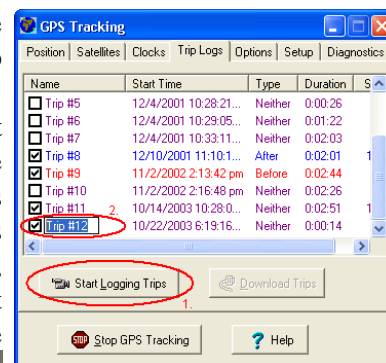 GPS Tracking
Position Satellites Clocks Trip Logs Options Setup Diagnostics
Name Start Time Type Duration S
Trip #5 12/4/2001 10:28:21... Neither 0:00:26
Trip #6 12/4/2001 10:29:05... Neither 0:01:22
Trip #7 12/4/2001 10:33:11... Neither 0:02:03
Trip #8 12/10/2001 11:10:1... After 0:02:01 1
Trip #9 11/2/2002 2:13:42 pm Before 0:02:44
Trip #10 11/2/2002 2:16:48 pm Neither 0:02:26
Trip #11 2. 10/14/2003 10:28:0... Neither 0:02:51 1
Trip #12 10/22/2003 6:19:16... Neither 0:00:14
Start Logging Trips Download Trips
1.
STOP Stop GPS Tracking ? Help